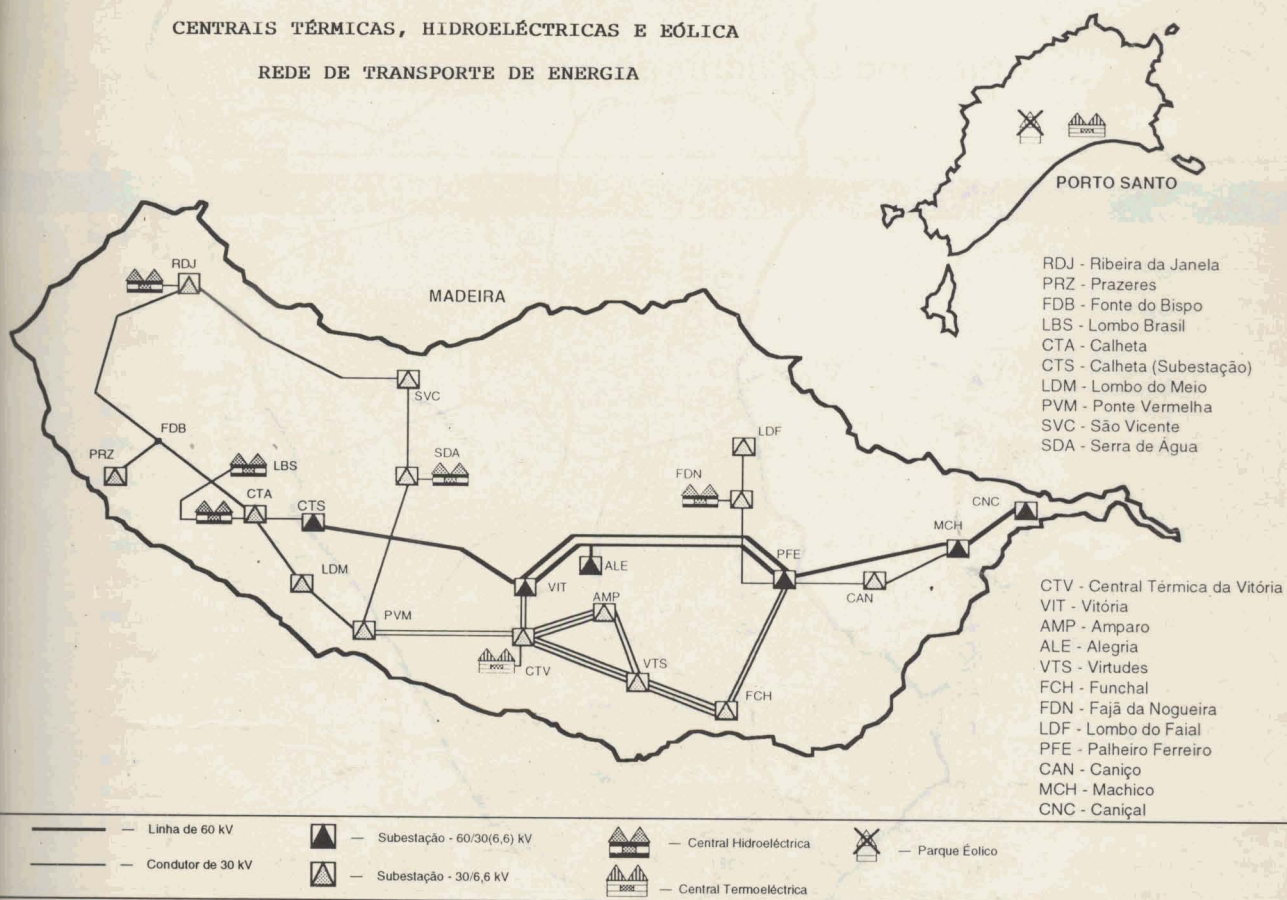 CENTRAIS TÉRMICAS, HIDROELÉCTRICAS E EÓLICA
REDE DE TRANSPORTE DE ENERGIA
PORTO SANTO
MADEIRA
RDJ
SVC
FDB
PRZ
LBS
SDA
CTA
CTS
LDM
PVM
VIT
ALE
AMP
CTV
VTS
FCH
LDF
FDN
PFE
CAN
MCH
CNC
RDJ - Ribeira da Janela
PRZ - Prazeres
FDB - Fonte do Bispo
LBS - Lombo Brasil
CTA - Calheta
CTS - Calheta (Subestação)
LDM - Lombo do Meio
PVM - Ponte Vermelha
SVC - São Vicente
SDA - Serra de Água
CTV - Central Térmica da Vitória
VIT - Vitória
AMP - Amparo
ALE - Alegria
VTS - Virtudes
FCH - Funchal
FDN - Fajã da Nogueira
LDF - Lombo do Faial
PFE - Palheiro Ferreiro
CAN - Caniço
MCH - Machico
CNC - Caniçal
— Linha de 60 kV
— Condutor de 30 kV
— Subestação - 60/30(6,6) kV
— Subestação - 30/6,6 kV
— Central Hidroeléctrica
— Central Termoeléctrica
— Parque Éolico